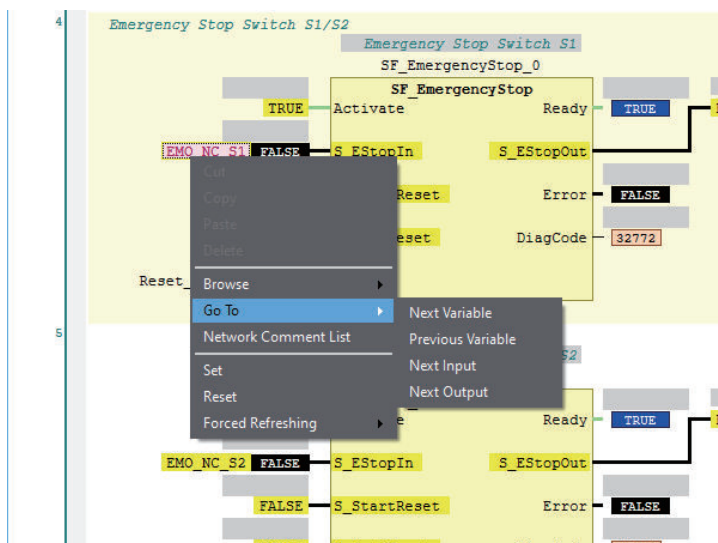 4
Emergency Stop Switch S1/S2
Emergency Stop Switch S1
SF_EmergencyStop_0
SF_EmergencyStop
TRUE Activate Ready TRUE
EMO_NC_S1 FALSE S_EStopIn S_EStopOut
Cut
Copy
Reset Error FALSE
Paste
Delete
eset DiagCode 32772
Reset_
Browse
Go To
Network Comment List
Set
Reset
Forced Refreshing
Next Variable
Previous Variable
Next Input
Next Output
5
S2
e Ready TRUE
EMO_NC_S2 FALSE S_EStopIn S_EStopOut
FALSE S_StartReset Error FALSE